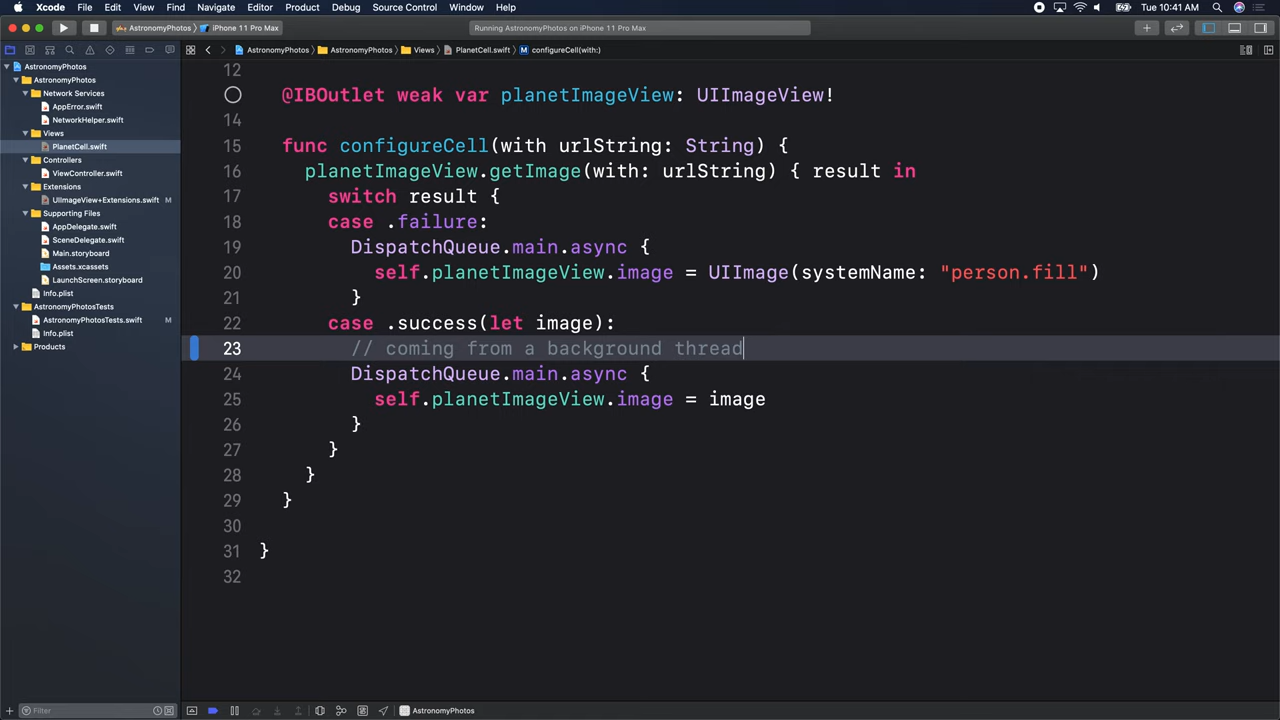 Xcode File Edit View Find Navigate Editor Product Debug Source Control Window Help Tue 10:41 AM
AstronomyPhotos iPhone 11 Pro Max Running AstronomyPhotos on iPhone 11 Pro Max
AstronomyPhotos AstronomyPhotos Views PlanetCell.swift M configureCell(with:)
AstronomyPhotos
AstronomyPhotos
Network Services
AppError.swift
NetworkHelper.swift
Views
PlanetCell.swift
Controllers
ViewController.swift
Extensions
UIImageView+Extensions.swift M
Supporting Files
AppDelegate.swift
SceneDelegate.swift
Main.storyboard
Assets.xcassets
LaunchScreen.storyboard
Info.plist
AstronomyPhotosTests
AstronomyPhotosTests.swift M
Info.plist
Products
Filter
12
@IBOutlet weak var planetImageView: UIImageView!
14
15 func configureCell(with urlString: String) {
16 planetImageView.getImage(with: urlString) { result in
17 switch result {
18 case .failure:
19 DispatchQueue.main.async {
20 self.planetImageView.image = UIImage(systemName: "person.fill")
21 }
22 case .success(let image):
23 // coming from a background thread
24 DispatchQueue.main.async {
25 self.planetImageView.image = image
26 }
27 }
28 }
29 }
30
31 }
32
AstronomyPhotos